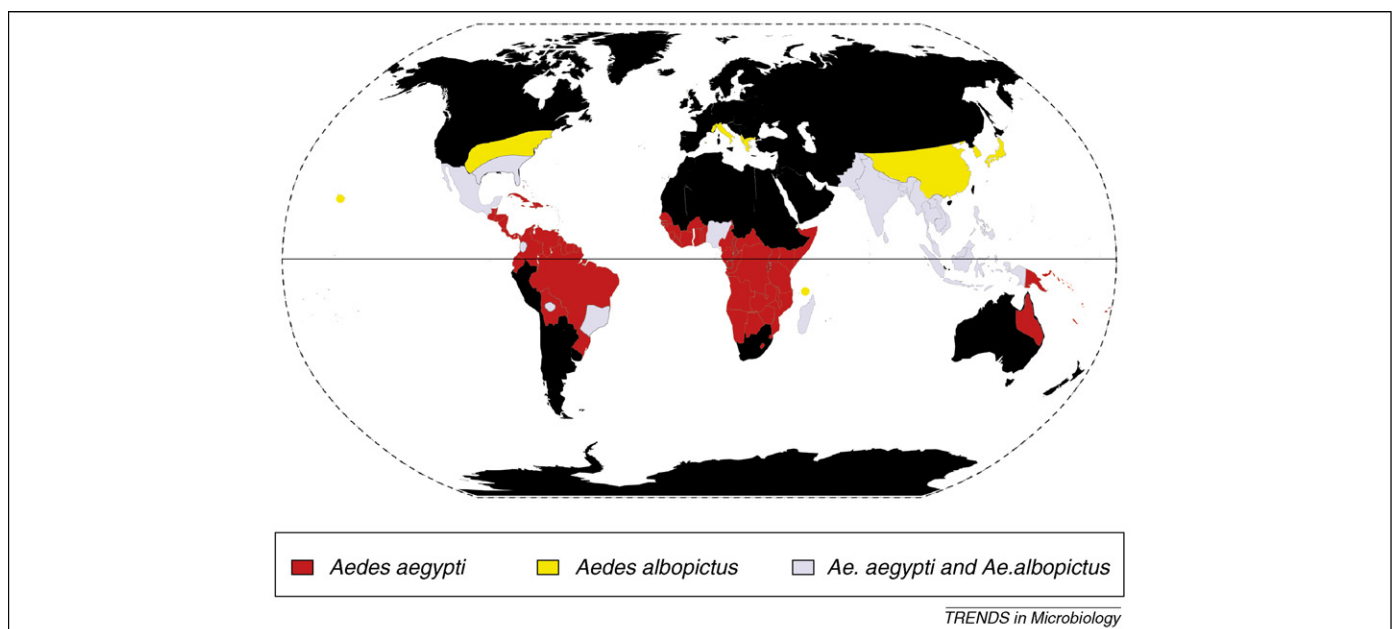 Aedes aegypti
Aedes albopictus
Ae. aegypti and Ae.albopictus
TRENDS in Microbiology